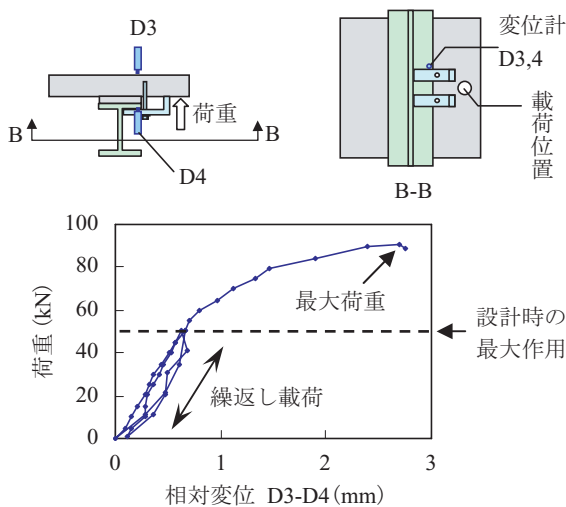 D3
荷重
B
B
D4
変位計
D3,4
載荷位置
B-B
荷重(kN)
100
80
60
40
20
0
最大荷重
設計時の
最大作用
繰返し載荷
0
1
2
3
相対変位 D3-D4(mm)